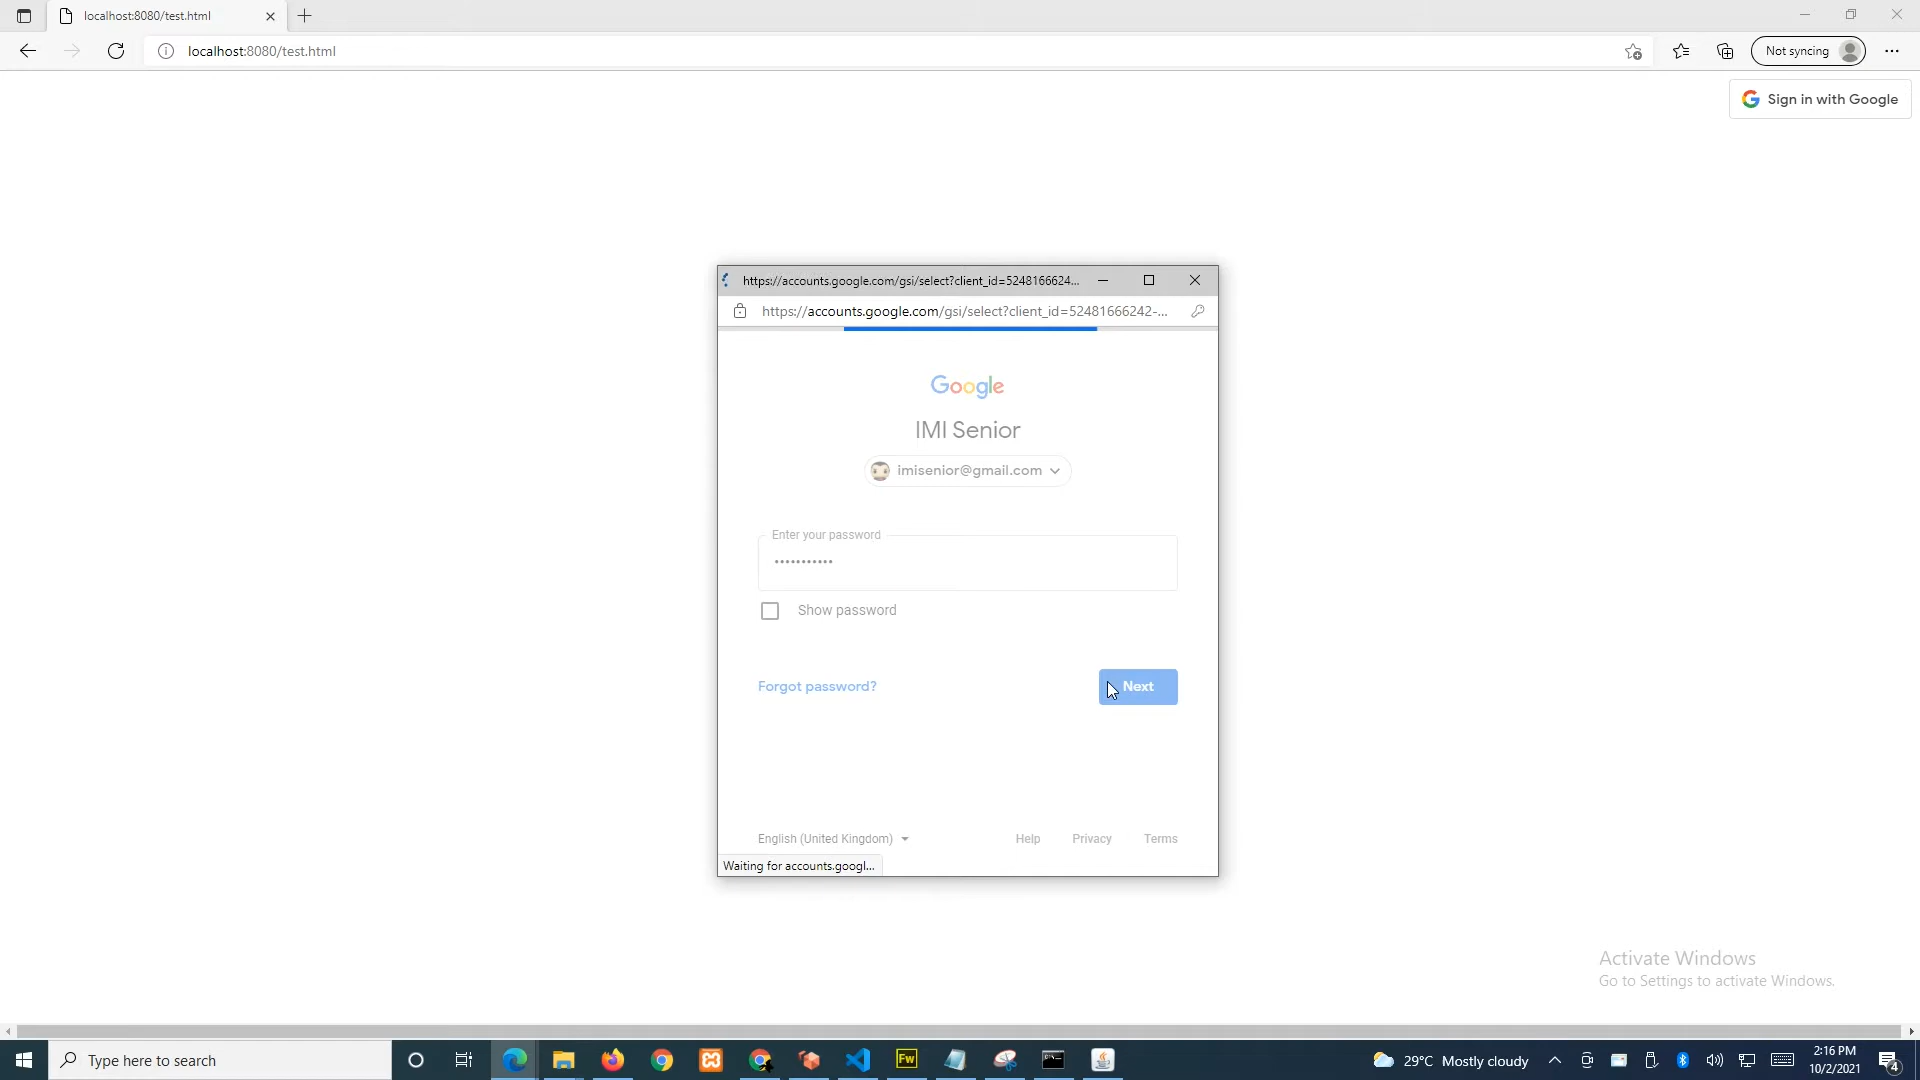 localhost:8080/test.html
localhost:8080/test.html
Not syncing
Sign in with Google
https://accounts.google.com/gsi/select?client_id=5248166624...
https://accounts.google.com/gsi/select?client_id=52481666242-...
Google
IMI Senior
imisenior@gmail.com
Enter your password
•••••••••••
Show password
Forgot password?
Next
English (United Kingdom)
Help
Privacy
Terms
Waiting for accounts.googl...
Activate Windows
Go to Settings to activate Windows.
Type here to search
Fw
29°C Mostly cloudy
2:16 PM
10/2/2021
4